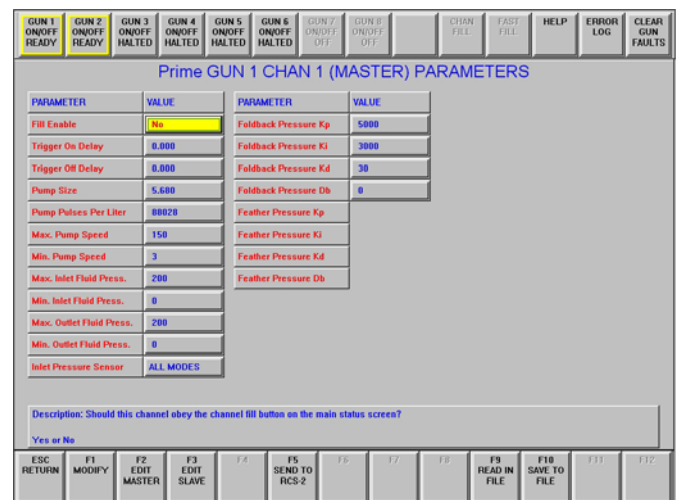 GUN 1 ON/OFF READY
GUN 2 ON/OFF READY
GUN 3 ON/OFF HALTED
GUN 4 ON/OFF HALTED
GUN 5 ON/OFF HALTED
GUN 6 ON/OFF HALTED
GUN 7 ON/OFF OFF
GUN 8 ON/OFF OFF
CHAN FILL
FAST FILL
HELP
ERROR LOG
CLEAR GUN FAULTS
Prime GUN 1 CHAN 1 (MASTER) PARAMETERS
PARAMETER VALUE
Fill Enable No
Trigger On Delay 0.000
Trigger Off Delay 0.000
Pump Size 5.680
Pump Pulses Per Liter 88028
Max. Pump Speed 150
Min. Pump Speed 3
Max. Inlet Fluid Press. 200
Min. Inlet Fluid Press. 0
Max. Outlet Fluid Press. 200
Min. Outlet Fluid Press. 0
Inlet Pressure Sensor ALL MODES
PARAMETER VALUE
Foldback Pressure Kp 5000
Foldback Pressure Ki 3000
Foldback Pressure Kd 30
Foldback Pressure Db 0
Feather Pressure Kp
Feather Pressure Ki
Feather Pressure Kd
Feather Pressure Db
Description: Should this channel obey the channel fill button on the main status screen?
Yes or No
ESC RETURN
F1 MODIFY
F2 EDIT MASTER
F3 EDIT SLAVE
F4
F5 SEND TO RCS-2
F6
F7
F8
F9 READ IN FILE
F10 SAVE TO FILE
F11
F12